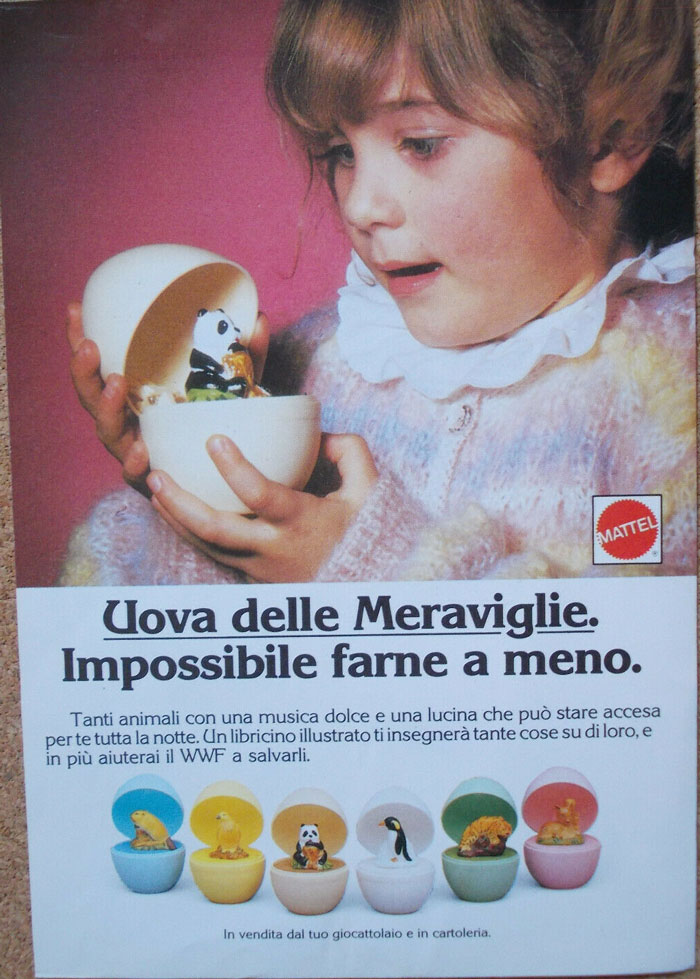 MATTEL
Uova delle Meraviglie.
Impossibile farne a meno.
Tanti animali con una musica dolce e una lucina che può stare accesa
per te tutta la notte. Un libricino illustrato ti insegnerà tante cose su di loro, e
in più aiuterai il WWF a salvarli.
In vendita dal tuo giocattolaio e in cartoleria.